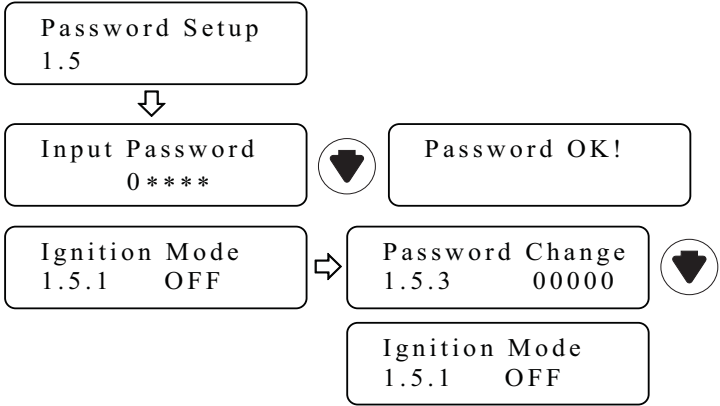 Password Setup
1.5
Input Password
0****
Password OK!
Ignition Mode
1.5.1 OFF
Password Change
1.5.3 00000
Ignition Mode
1.5.1 OFF